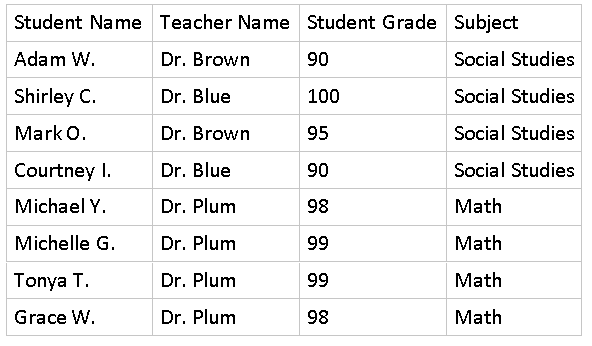 Student Name Teacher Name Student Grade Subject
Adam W. Dr. Brown 90 Social Studies
Shirley C. Dr. Blue 100 Social Studies
Mark O. Dr. Brown 95 Social Studies
Courtney I. Dr. Blue 90 Social Studies
Michael Y. Dr. Plum 98 Math
Michelle G. Dr. Plum 99 Math
Tonya T. Dr. Plum 99 Math
Grace W. Dr. Plum 98 Math